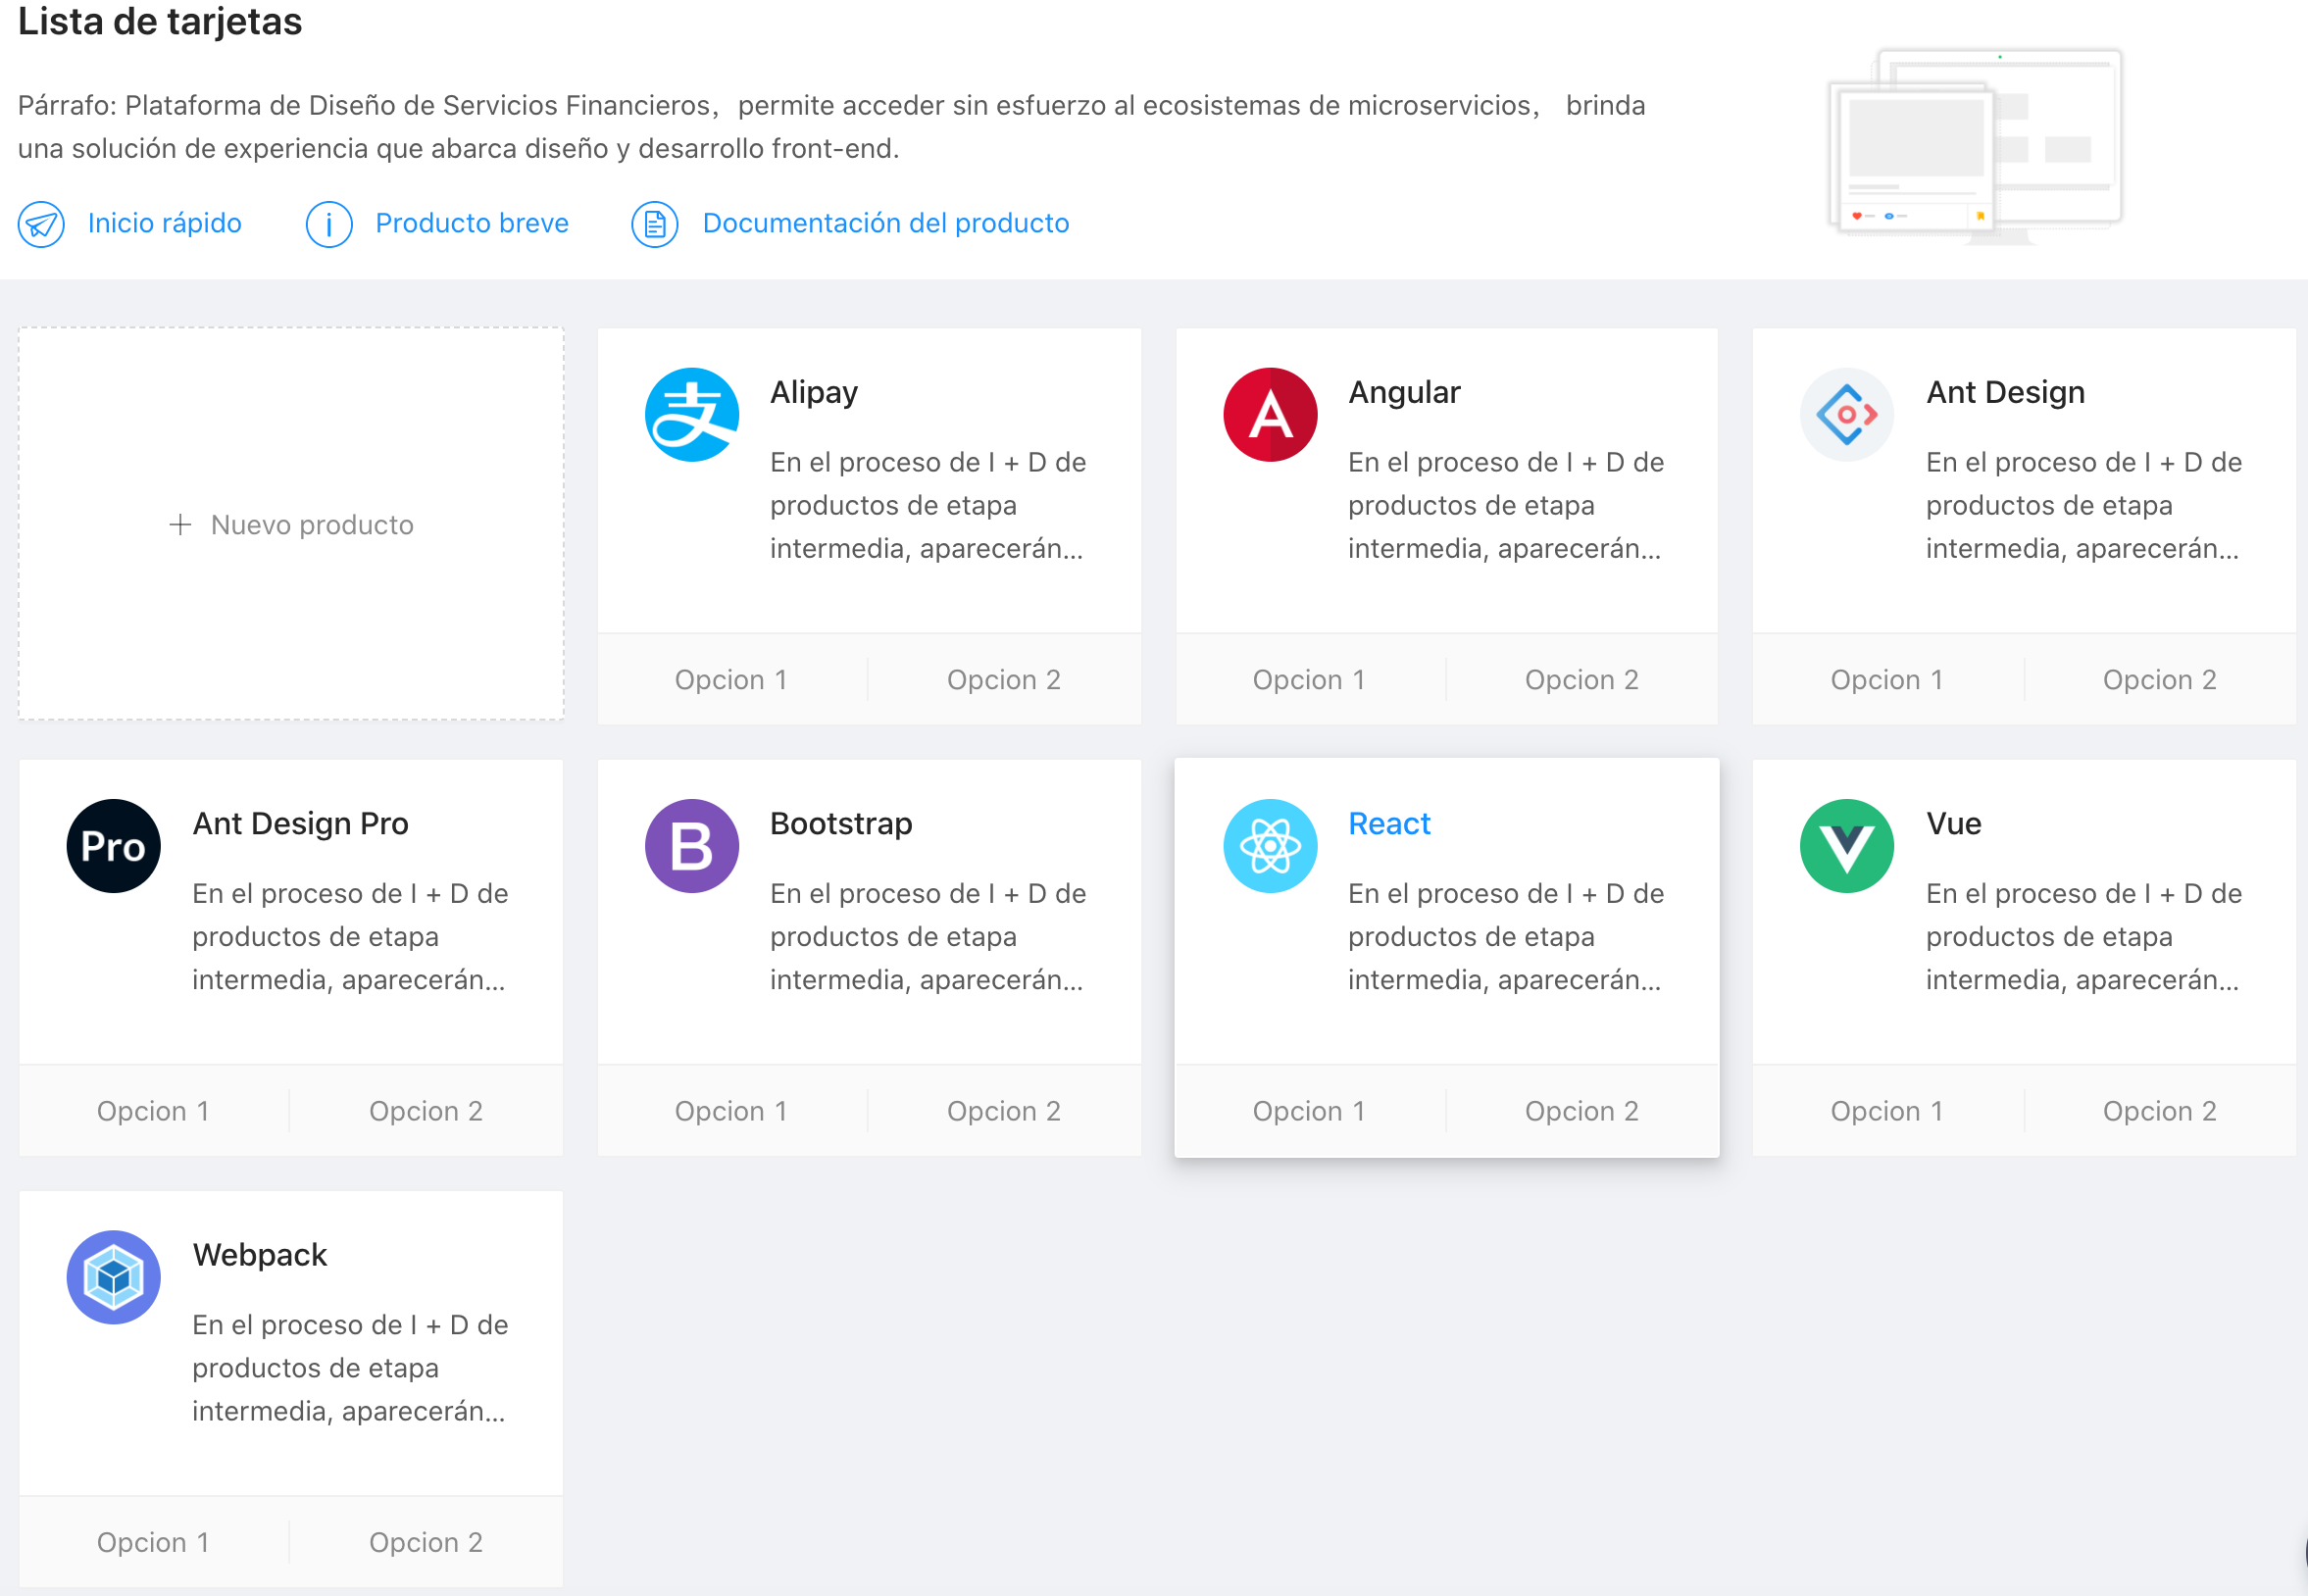 Lista de tarjetas
Párrafo: Plataforma de Diseño de Servicios Financieros，permite acceder sin esfuerzo al ecosistemas de microservicios， brinda
una solución de experiencia que abarca diseño y desarrollo front-end.
Inicio rápido
Producto breve
Documentación del producto
Nuevo producto
支
Alipay
En el proceso de I + D de
productos de etapa
intermedia, aparecerán...
Opcion 1
Opcion 2
A
Angular
En el proceso de I + D de
productos de etapa
intermedia, aparecerán...
Opcion 1
Opcion 2
Ant Design
En el proceso de I + D de
productos de etapa
intermedia, aparecerán...
Opcion 1
Opcion 2
Pro
Ant Design Pro
En el proceso de I + D de
productos de etapa
intermedia, aparecerán...
Opcion 1
Opcion 2
B
Bootstrap
En el proceso de I + D de
productos de etapa
intermedia, aparecerán...
Opcion 1
Opcion 2
React
En el proceso de I + D de
productos de etapa
intermedia, aparecerán...
Opcion 1
Opcion 2
Vue
En el proceso de I + D de
productos de etapa
intermedia, aparecerán...
Opcion 1
Opcion 2
Webpack
En el proceso de I + D de
productos de etapa
intermedia, aparecerán...
Opcion 1
Opcion 2